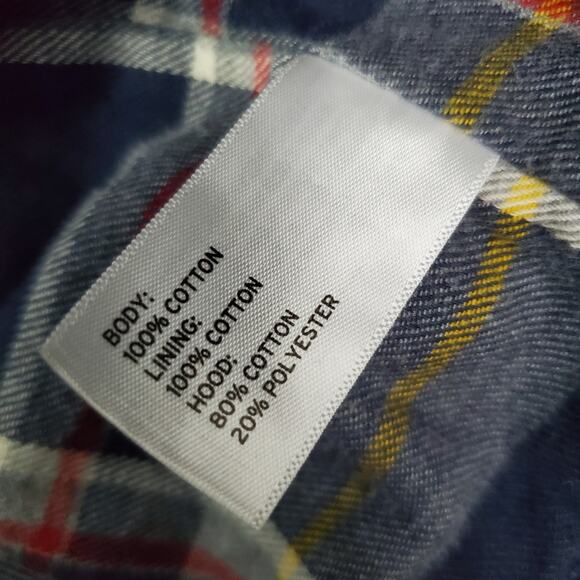 BODY:
100% COTTON
LINING:
100% COTTON
HOOD:
80% COTTON
20% POLYESTER